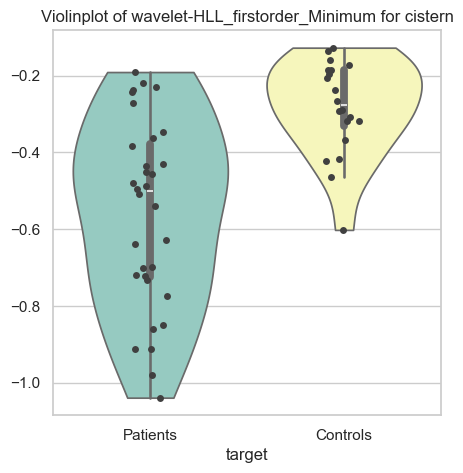 Violinplot of wavelet-HLL_firstorder_Minimum for cistern
−0.2
−0.4
−0.6
−0.8
−1.0
Patients Controls
target